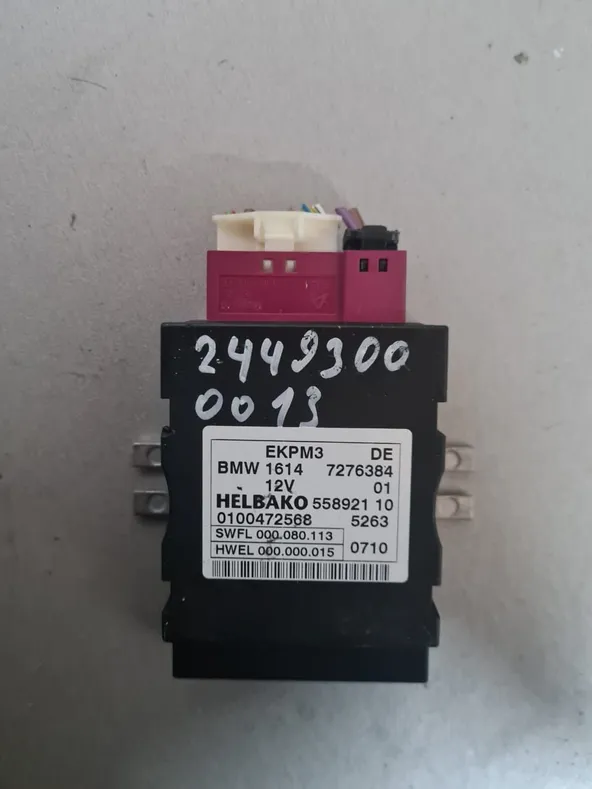 2449300
0013
EKPM3 DE
BMW 1614 7276384
12V 01
HELBAKO 558921 10
0100472568 5263
SWFL 000.080.113
HWEL 000.000.015 0710